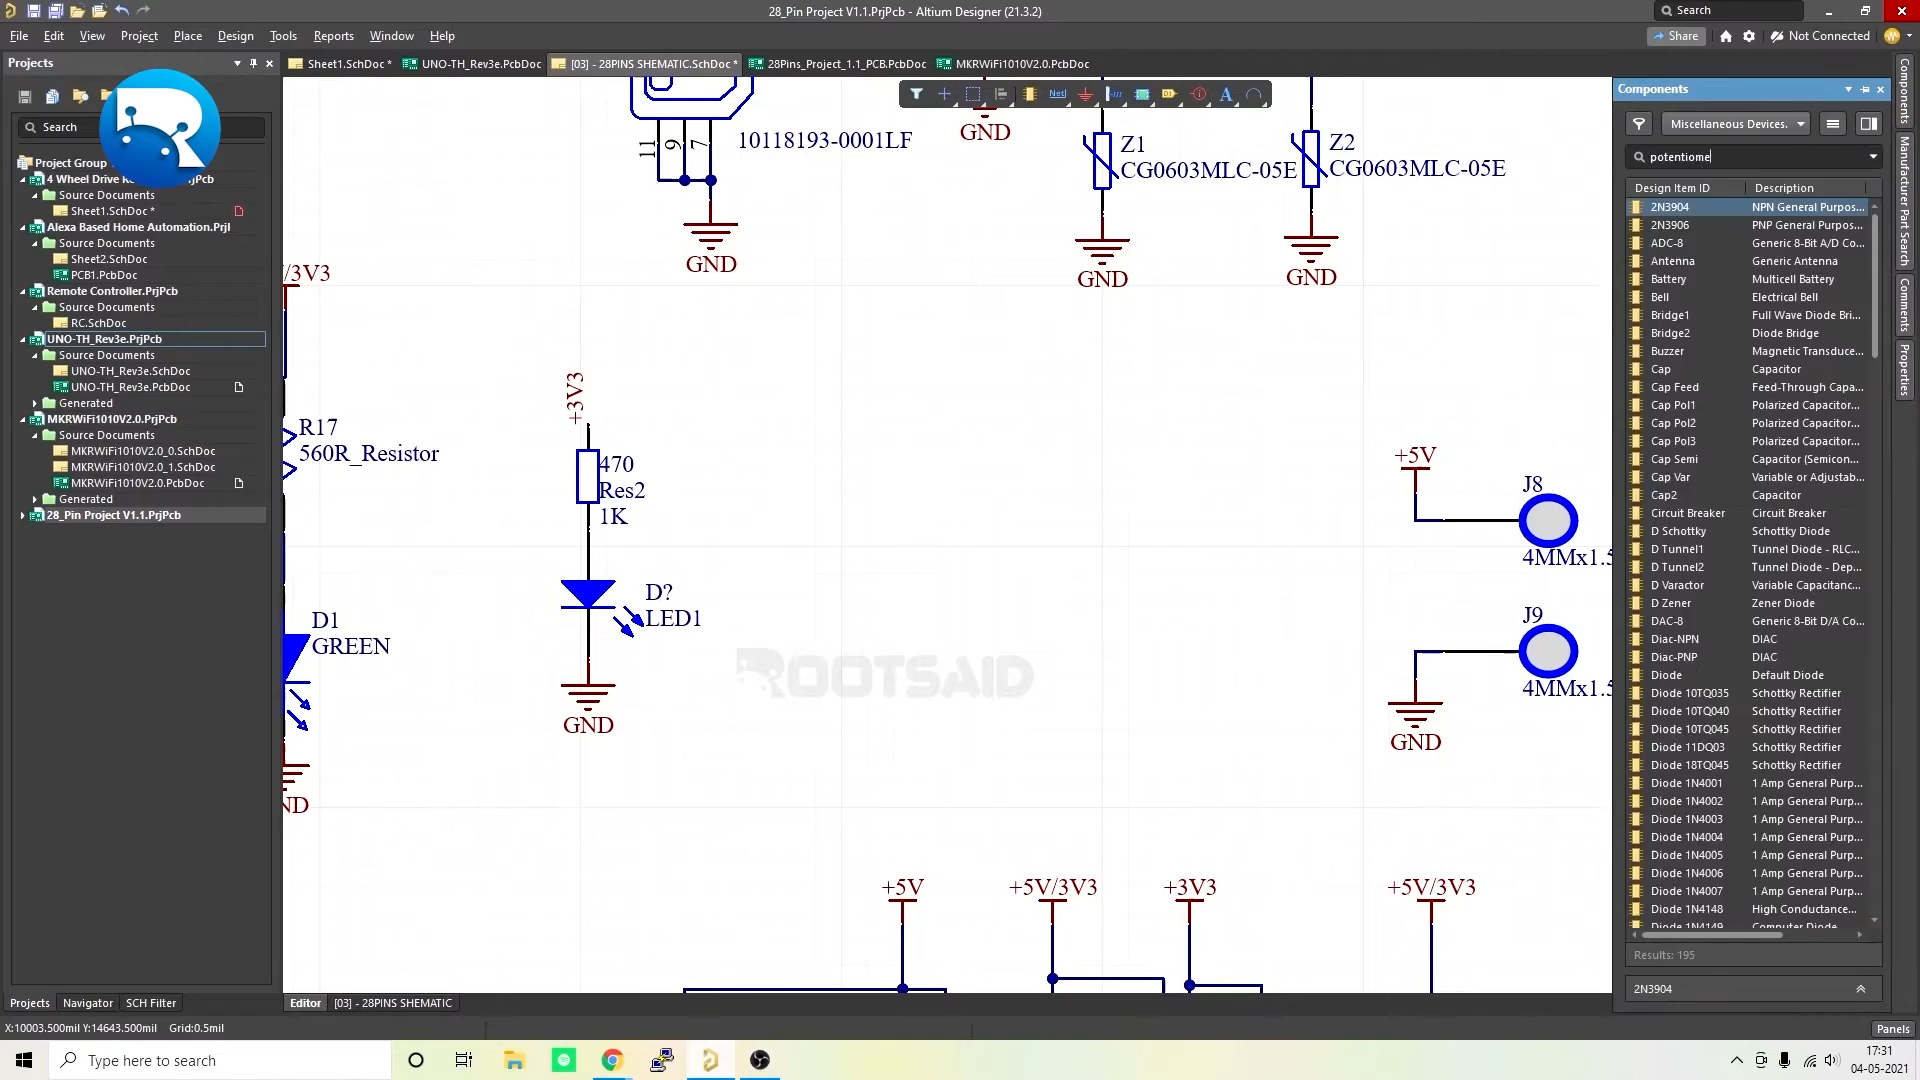 28_Pin Project V1.1.PrjPcb - Altium Designer (21.3.2)
Search
File Edit View Project Place Design Tools Reports Window Help
Share
Not Connected
Projects
Sheet1.SchDoc *
UNO-TH_Rev3e.PcbDoc
[03] - 28PINS SHEMATIC.SchDoc *
28Pins_Project_1.1_PCB.PcbDoc
MKRWiFi1010V2.0.PcbDoc
Search
Project Group
4 Wheel Drive
PrjPcb
Source Documents
Sheet1.SchDoc *
Alexa Based Home Automation.PrjI
Source Documents
Sheet2.SchDoc
PCB1.PcbDoc
Remote Controller.PrjPcb
Source Documents
RC.SchDoc
UNO-TH_Rev3e.PrjPcb
Source Documents
UNO-TH_Rev3e.SchDoc
UNO-TH_Rev3e.PcbDoc
Generated
MKRWiFi1010V2.0.PrjPcb
Source Documents
MKRWiFi1010V2.0_0.SchDoc
MKRWiFi1010V2.0_1.SchDoc
MKRWiFi1010V2.0.PcbDoc
Generated
28_Pin Project V1.1.PrjPcb
Net
A
11
9
7
10118193-0001LF
GND
GND
Z1
CG0603MLC-05E
GND
Z2
CG0603MLC-05E
GND
/3V3
R17
560R_Resistor
D1
GREEN
ND
+3V3
470
Res2
1K
D?
LED1
GND
ROOTSAID
+5V
J8
4MMx1.5
J9
4MMx1.5
GND
+5V
+5V/3V3
+3V3
+5V/3V3
Components
Miscellaneous Devices.
potentiome
Design Item ID Description
2N3904 NPN General Purpos...
2N3906 PNP General Purpos...
ADC-8 Generic 8-Bit A/D Co...
Antenna Generic Antenna
Battery Multicell Battery
Bell Electrical Bell
Bridge1 Full Wave Diode Bri...
Bridge2 Diode Bridge
Buzzer Magnetic Transduce...
Cap Capacitor
Cap Feed Feed-Through Capa...
Cap Pol1 Polarized Capacitor...
Cap Pol2 Polarized Capacitor...
Cap Pol3 Polarized Capacitor...
Cap Semi Capacitor (Semicon...
Cap Var Variable or Adjustab...
Cap2 Capacitor
Circuit Breaker Circuit Breaker
D Schottky Schottky Diode
D Tunnel1 Tunnel Diode - RLC...
D Tunnel2 Tunnel Diode - Dep...
D Varactor Variable Capacitanc...
D Zener Zener Diode
DAC-8 Generic 8-Bit D/A Co...
Diac-NPN DIAC
Diac-PNP DIAC
Diode Default Diode
Diode 10TQ035 Schottky Rectifier
Diode 10TQ040 Schottky Rectifier
Diode 10TQ045 Schottky Rectifier
Diode 11DQ03 Schottky Rectifier
Diode 18TQ045 Schottky Rectifier
Diode 1N4001 1 Amp General Purp...
Diode 1N4002 1 Amp General Purp...
Diode 1N4003 1 Amp General Purp...
Diode 1N4004 1 Amp General Purp...
Diode 1N4005 1 Amp General Purp...
Diode 1N4006 1 Amp General Purp...
Diode 1N4007 1 Amp General Purp...
Diode 1N4148 High Conductance...
Diode 1N4149 Computer Diode
Results: 195
2N3904
Components
Manufacturer Part Search
Comments
Properties
Projects Navigator SCH Filter
Editor [03] - 28PINS SHEMATIC
X:10003.500mil Y:14643.500mil Grid:0.5mil
Panels
Type here to search
17:31
04-05-2021